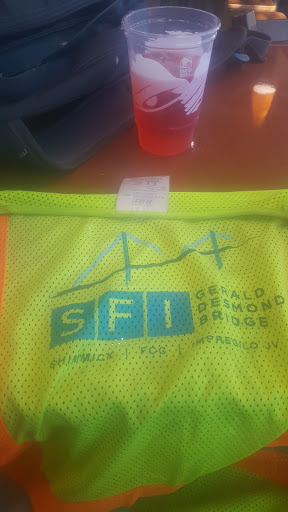 SFI
GERALD
DESMOND
BRIDGE
SHIMMICK | FCC | IMPREGILO JV